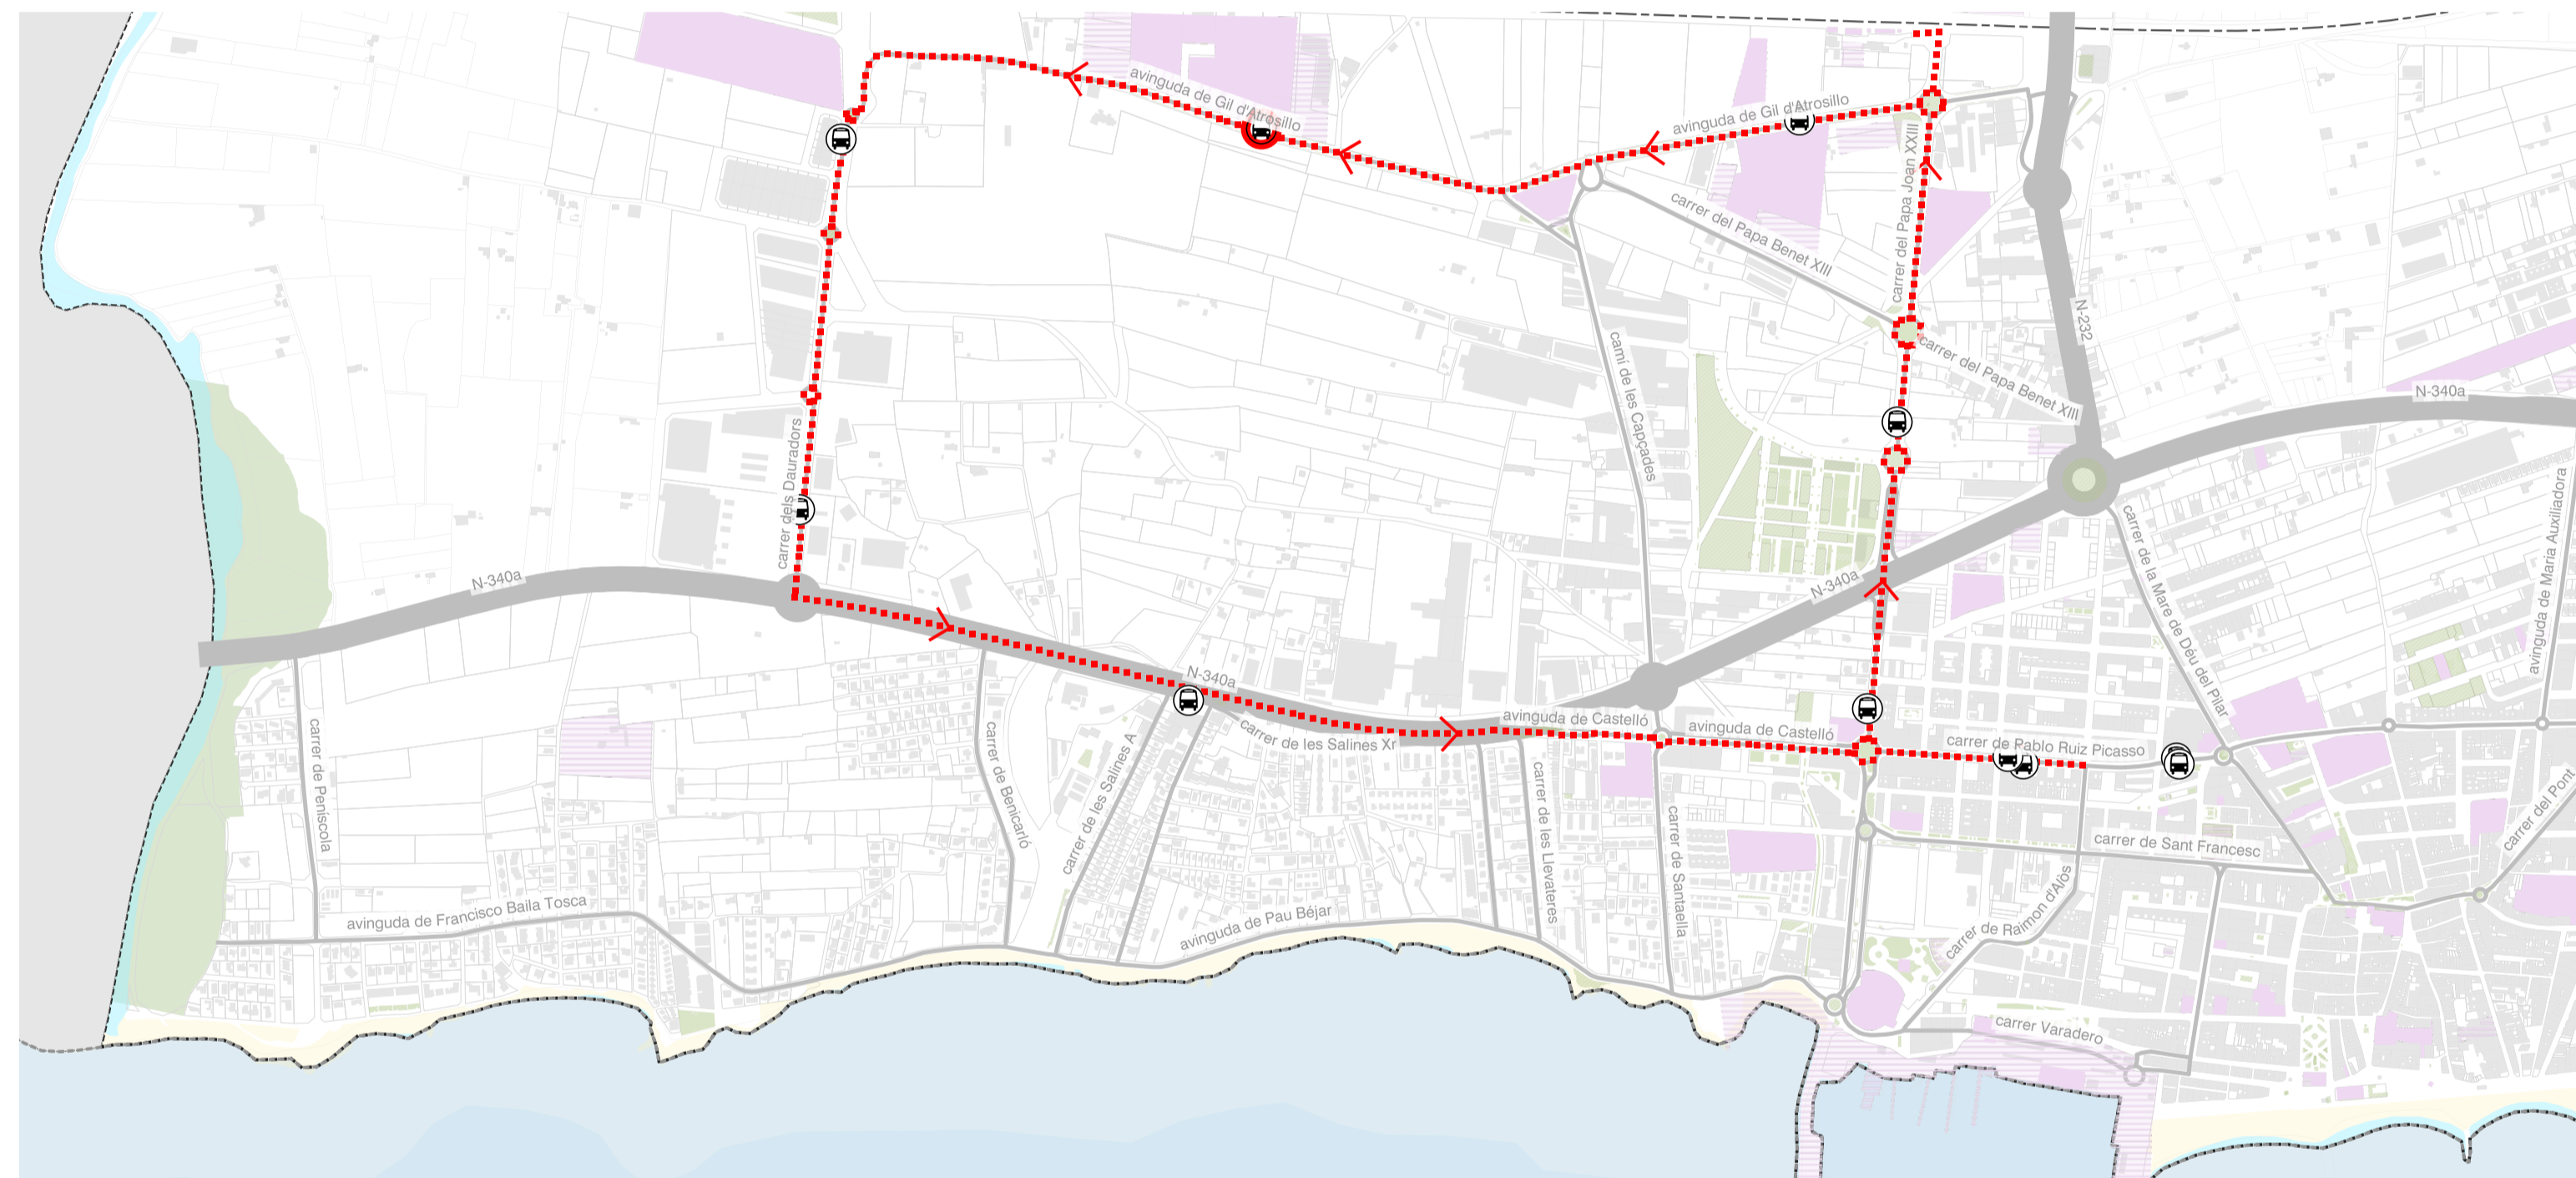 avinguda de Gil d'Atrosillo
avinguda de Gil d'Atrosillo
carrer del Papa Joan XXIII
carrer del Papa Benet XIII
carrer del Papa Benet XIII
N-232
camí de les Capçades
N-340a
carrer dels Dauradors
carrer de la Mare de Déu del Pilar
avinguda de Maria Auxiliadora
N-340a
N-340a
N-340a
avinguda de Castelló
avinguda de Castelló
carrer de Pablo Ruiz Picasso
carrer de les Salines Xr
carrer de Peníscola
carrer de Benicarló
carrer de les Salines A
carrer de les Llevateres
carrer de Santaella
carrer de Sant Francesc
carrer del Pont
avinguda de Francisco Baila Tosca
avinguda de Pau Béjar
carrer de Raimon d'Alòs
carrer Varadero